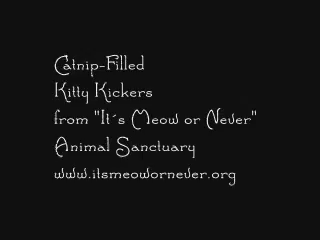 Catnip-Filled
Kitty Kickers
from "It's Meow or Never"
Animal Sanctuary
www.itsmeowornever.org